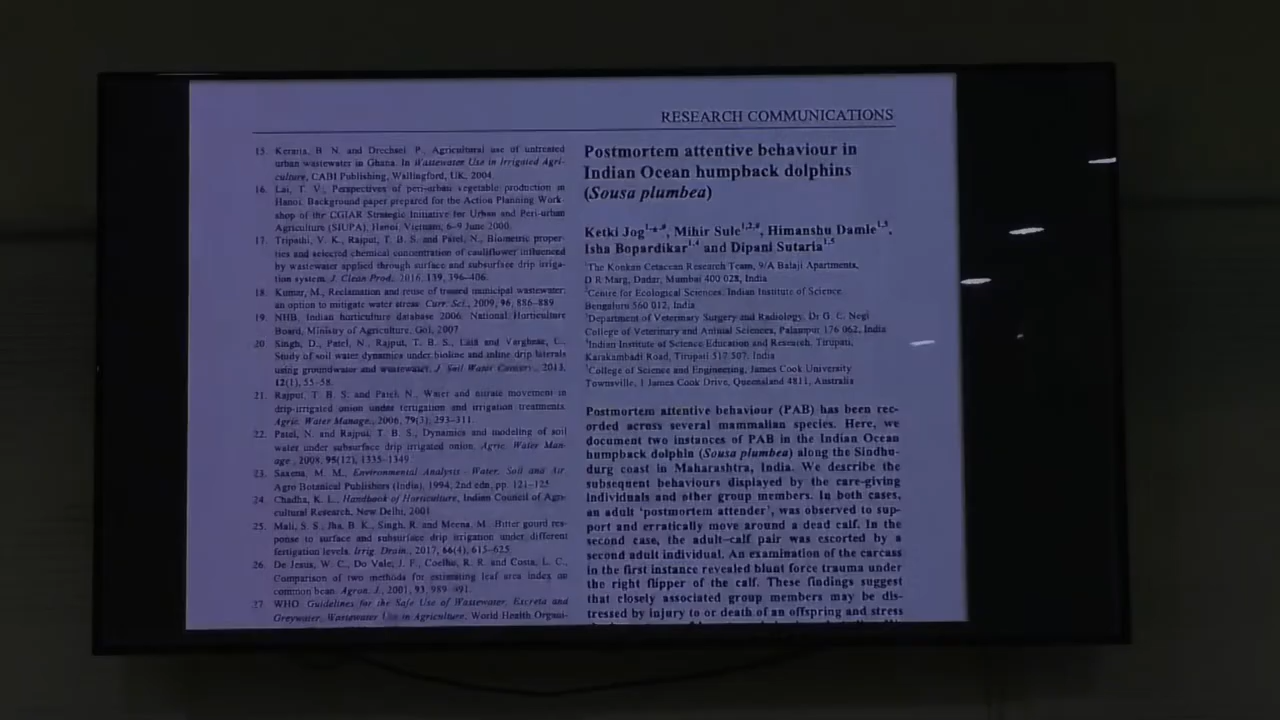 RESEARCH COMMUNICATIONS
15. Keraita, B. N. and Drechsel, P., Agricultural use of untreated
urban wastewater in Ghana. In Wastewater Use in Irrigated Agri-
culture, CABI Publishing, Wallingford, UK, 2004.
16. Lai, T. V., Perspectives of peri-urban vegetable production in
Hanoi. Background paper prepared for the Action Planning Work-
shop of the CGIAR Strategic Initiative for Urban and Peri-urban
Agriculture (SIUPA), Hanoi, Vietnam, 6–9 June 2000.
17. Tripathi, V. K., Rajput, T. B. S. and Patel, N., Biometric proper-
ties and selected chemical concentration of cauliflower influenced
by wastewater applied through surface and subsurface drip irriga-
tion system. J. Clean Prod., 2016, 139, 396–406.
18. Kumar, M., Reclamation and reuse of treated municipal wastewater:
an option to mitigate water stress. Curr. Sci., 2009, 96, 886–889.
19. NHB, Indian horticulture database 2006. National Horticulture
Board, Ministry of Agriculture, GoI, 2007.
20. Singh, D., Patel, N., Rajput, T. B. S., Lata and Varghese, C.,
Study of soil water dynamics under bioline and inline drip laterals
using groundwater and wastewater. J. Soil Water Conserv., 2013,
12(1), 55–58.
21. Rajput, T. B. S. and Patel, N., Water and nitrate movement in
drip-irrigated onion under fertigation and irrigation treatments.
Agric. Water Manage., 2006, 79(3), 293–311.
22. Patel, N. and Rajput, T. B. S., Dynamics and modeling of soil
water under subsurface drip irrigated onion. Agric. Water Man-
age., 2008, 95(12), 1335–1349.
23. Saxena, M. M., Environmental Analysis – Water, Soil and Air,
Agro Botanical Publishers (India), 1994, 2nd edn, pp. 121–125.
24. Chadha, K. L., Handbook of Horticulture, Indian Council of Agri-
cultural Research, New Delhi, 2001.
25. Mali, S. S., Jha, B. K., Singh, R. and Meena, M., Bitter gourd res-
ponse to surface and subsurface drip irrigation under different
fertigation levels. Irrig. Drain., 2017, 66(4), 615–625.
26. De Jesus, W. C., Do Vale, J. F., Coelho, R. R. and Costa, L. C.,
Comparison of two methods for estimating leaf area index on
common bean. Agron. J., 2001, 93, 989–991.
27. WHO, Guidelines for the Safe Use of Wastewater, Excreta and
Greywater, Wastewater Use in Agriculture, World Health Organi-
Postmortem attentive behaviour in
Indian Ocean humpback dolphins
(Sousa plumbea)
Ketki Jog1,*,#, Mihir Sule1,2,#, Himanshu Damle1,3,
Isha Bopardikar1,4 and Dipani Sutaria1,5
1The Konkan Cetacean Research Team, 9/A Balaji Apartments,
D R Marg, Dadar, Mumbai 400 028, India
2Centre for Ecological Sciences, Indian Institute of Science,
Bengaluru 560 012, India
3Department of Veterinary Surgery and Radiology, Dr G. C. Negi
College of Veterinary and Animal Sciences, Palampur 176 062, India
4Indian Institute of Science Education and Research, Tirupati,
Karakambadi Road, Tirupati 517 507, India
5College of Science and Engineering, James Cook University
Townsville, 1 James Cook Drive, Queensland 4811, Australia
Postmortem attentive behaviour (PAB) has been rec-
orded across several mammalian species. Here, we
document two instances of PAB in the Indian Ocean
humpback dolphin (Sousa plumbea) along the Sindhu-
durg coast in Maharashtra, India. We describe the
subsequent behaviours displayed by the care-giving
individuals and other group members. In both cases,
an adult ‘postmortem attender’, was observed to sup-
port and erratically move around a dead calf. In the
second case, the adult–calf pair was escorted by a
second adult individual. An examination of the carcass
in the first instance revealed blunt force trauma under
the right flipper of the calf. These findings suggest
that closely associated group members may be dis-
tressed by injury to or death of an offspring and stress